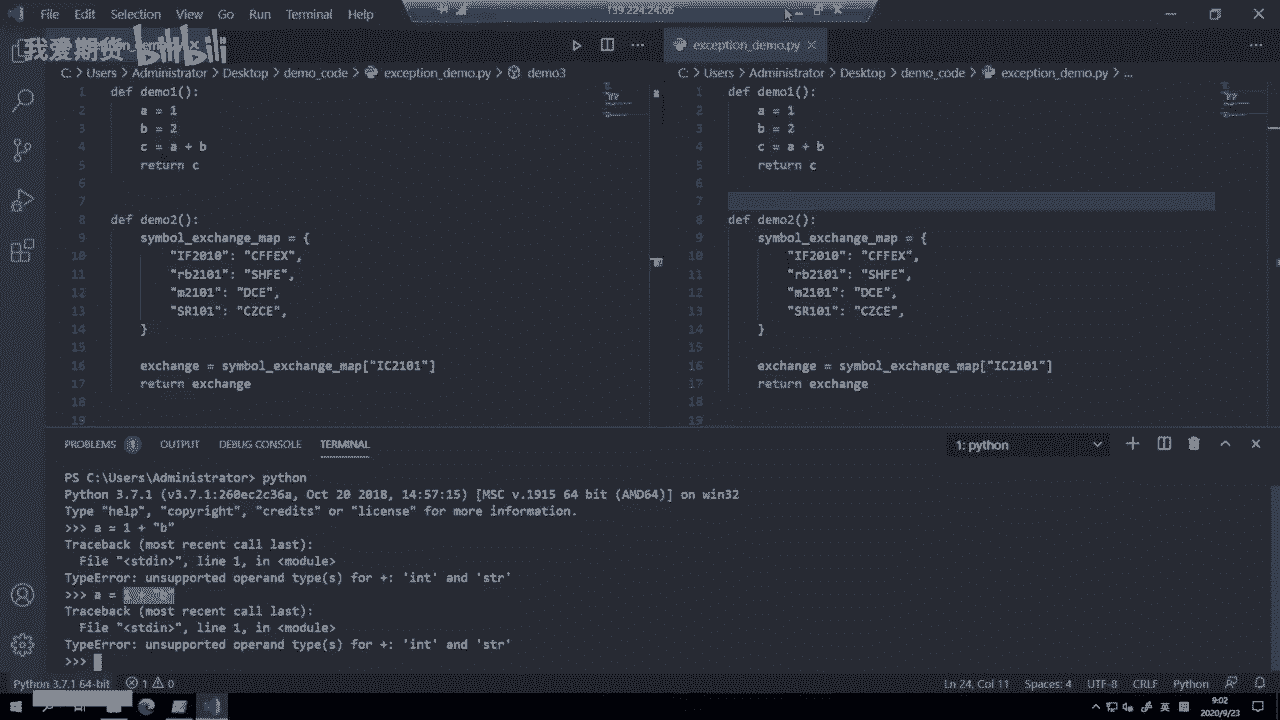 File Edit Selection View Go Run Terminal Help
139.224.24.66
我爱期货 bilibili
exception_demo.py
C: > Users > Administrator > Desktop > demo_code > exception_demo.py > demo3
1 def demo1():
2 a = 1
3 b = 2
4 c = a + b
5 return c
6
7
8 def demo2():
9 symbol_exchange_map = {
10 "IF2010": "CFFEX",
11 "rb2101": "SHFE",
12 "m2101": "DCE",
13 "SR101": "CZCE",
14 }
15
16 exchange = symbol_exchange_map["IC2101"]
17 return exchange
18
19
C: > Users > Administrator > Desktop > demo_code > exception_demo.py > ...
1 def demo1():
2 a = 1
3 b = 2
4 c = a + b
5 return c
6
7
8 def demo2():
9 symbol_exchange_map = {
10 "IF2010": "CFFEX",
11 "rb2101": "SHFE",
12 "m2101": "DCE",
13 "SR101": "CZCE",
14 }
15
16 exchange = symbol_exchange_map["IC2101"]
17 return exchange
18
19
PROBLEMS OUTPUT DEBUG CONSOLE TERMINAL
1: python
PS C:\Users\Administrator> python
Python 3.7.1 (v3.7.1:260ec2c36a, Oct 20 2018, 14:57:15) [MSC v.1915 64 bit (AMD64)] on win32
Type "help", "copyright", "credits" or "license" for more information.
>>> a = 1 + "b"
Traceback (most recent call last):
File "<stdin>", line 1, in <module>
TypeError: unsupported operand type(s) for +: 'int' and 'str'
>>> a =
Traceback (most recent call last):
File "<stdin>", line 1, in <module>
TypeError: unsupported operand type(s) for +: 'int' and 'str'
>>>
Python 3.7.1 64-bit 1 0
Ln 24, Col 11 Spaces: 4 UTF-8 CRLF Python
英
9:02
2020/9/23